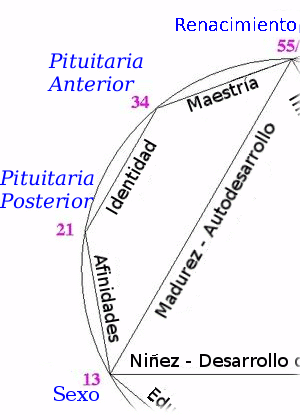 Renacimiento
55/
Pituitaria
Anterior
34
Maestría
Identidad
Madurez - Autodesarrollo
Pituitaria
Posterior
21
Afinidades
Niñez - Desarrollo
13
Sexo